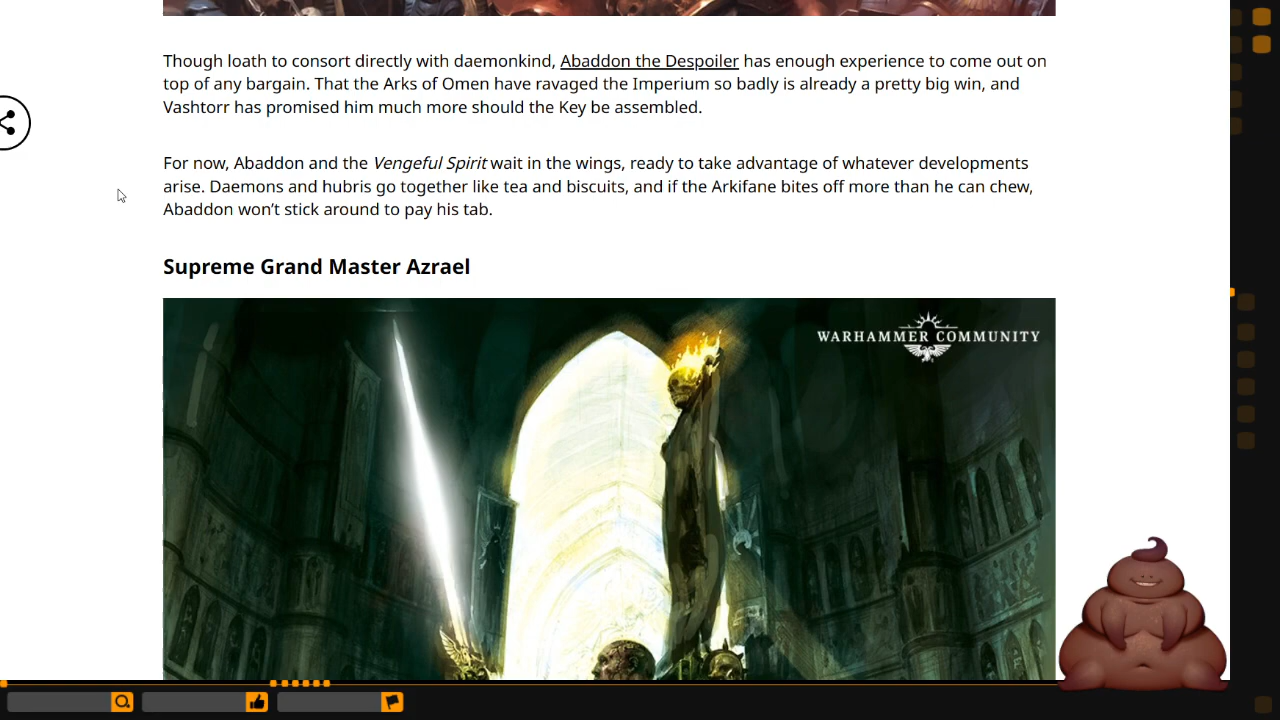 Though loath to consort directly with daemonkind, Abaddon the Despoiler has enough experience to come out on
top of any bargain. That the Arks of Omen have ravaged the Imperium so badly is already a pretty big win, and
Vashtorr has promised him much more should the Key be assembled.
For now, Abaddon and the Vengeful Spirit wait in the wings, ready to take advantage of whatever developments
arise. Daemons and hubris go together like tea and biscuits, and if the Arkifane bites off more than he can chew,
Abaddon won’t stick around to pay his tab.
Supreme Grand Master Azrael
WARHAMMER COMMUNITY